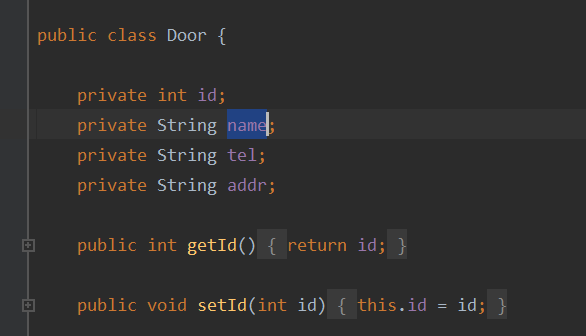 public class Door {
private int id;
private String name;
private String tel;
private String addr;
public int getId() { return id; }
public void setId(int id) { this.id = id; }